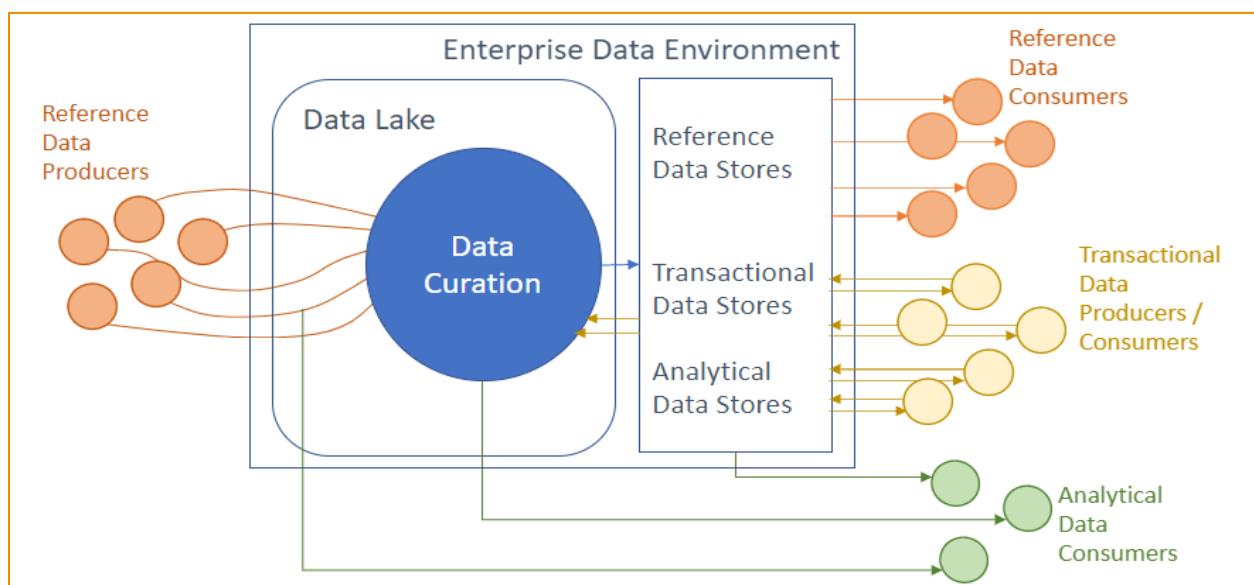 Enterprise Data Environment
Reference
Data
Producers
Data Lake
Data
Curation
Reference
Data Stores
Transactional
Data Stores
Analytical
Data Stores
Reference
Data
Consumers
Transactional
Data
Producers /
Consumers
Analytical
Data
Consumers